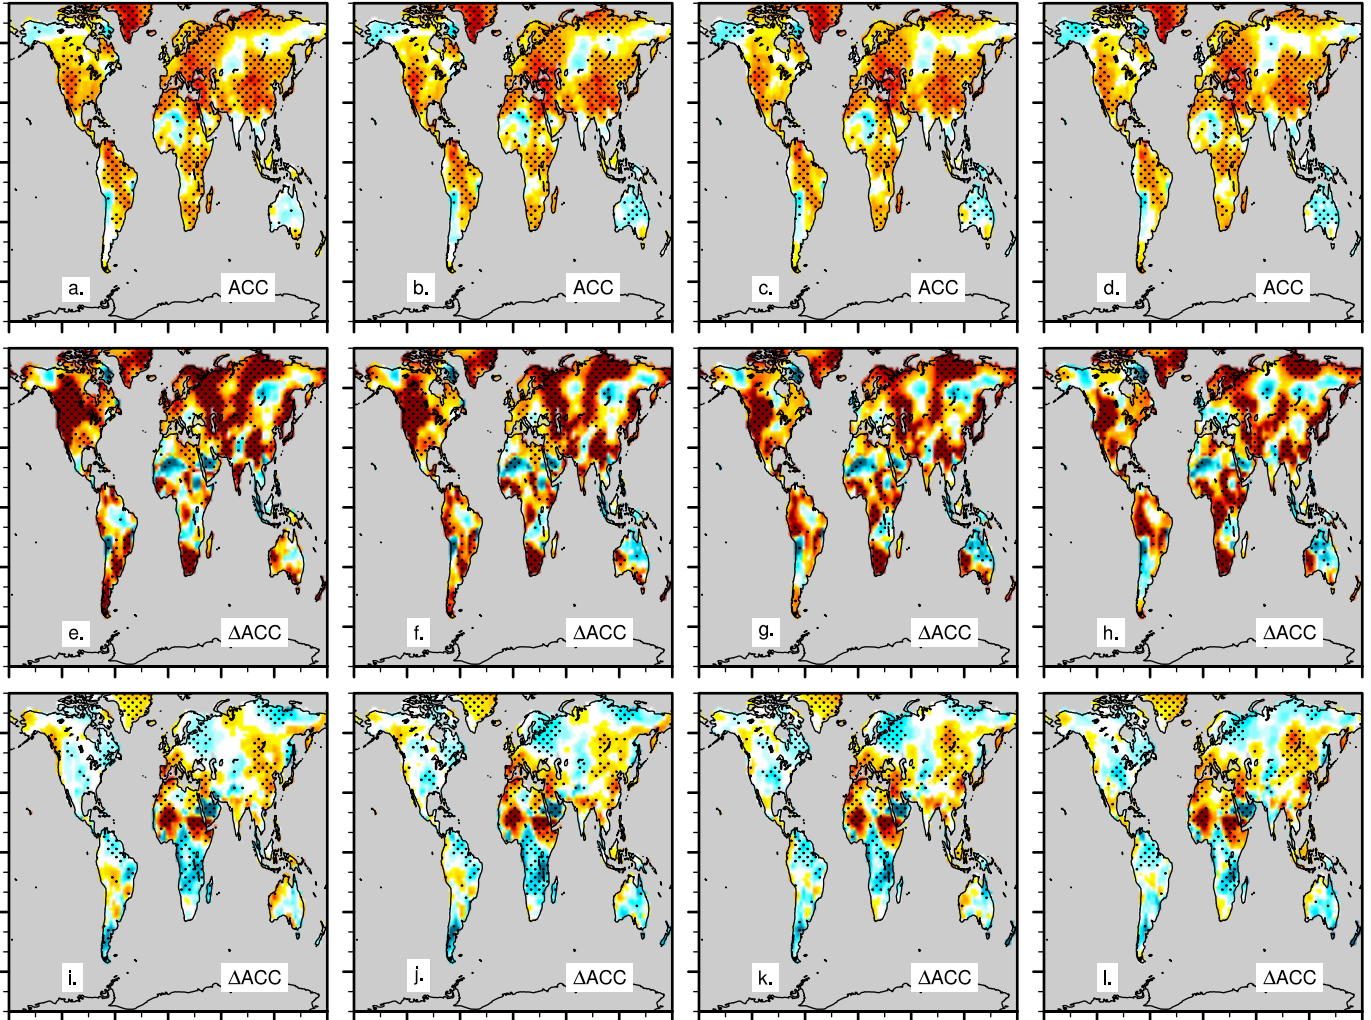 a. ACC b. ACC c. ACC d. ACC
e. ΔACC f. ΔACC g. ΔACC h. ΔACC
i. ΔACC j. ΔACC k. ΔACC l. ΔACC